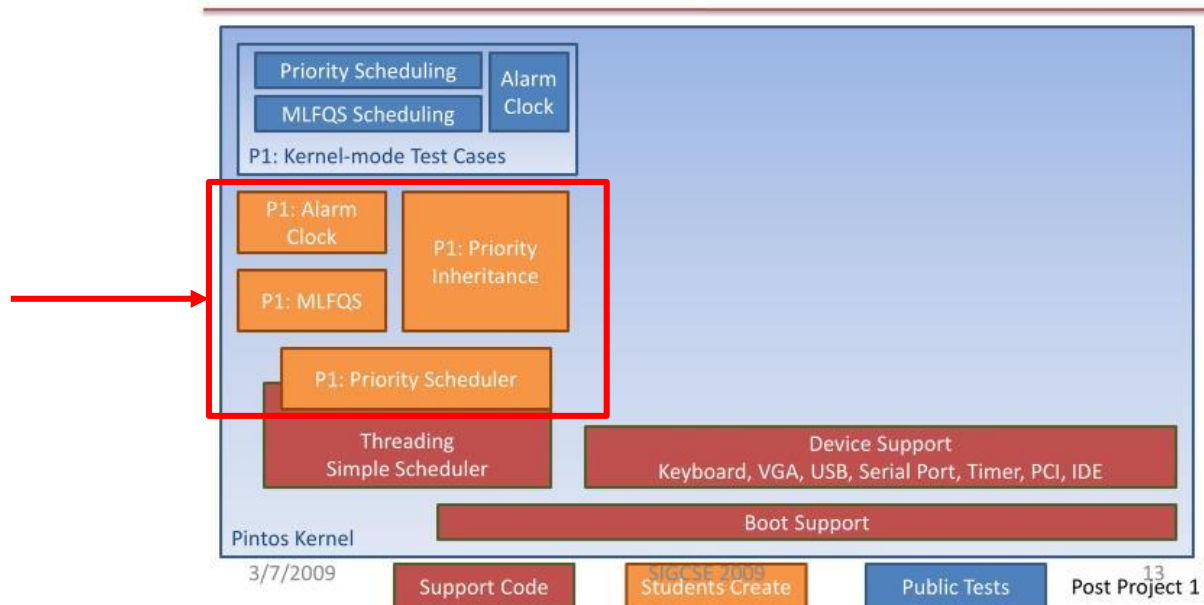 Priority Scheduling
MLFQS Scheduling
Alarm
Clock
P1: Kernel-mode Test Cases
P1: Alarm
Clock
P1: Priority
Inheritance
P1: MLFQS
P1: Priority Scheduler
Threading
Simple Scheduler
Device Support
Keyboard, VGA, USB, Serial Port, Timer, PCI, IDE
Boot Support
Pintos Kernel
3/7/2009
SIGCSE 2009
13
Support Code
Students Create
Public Tests
Post Project 1